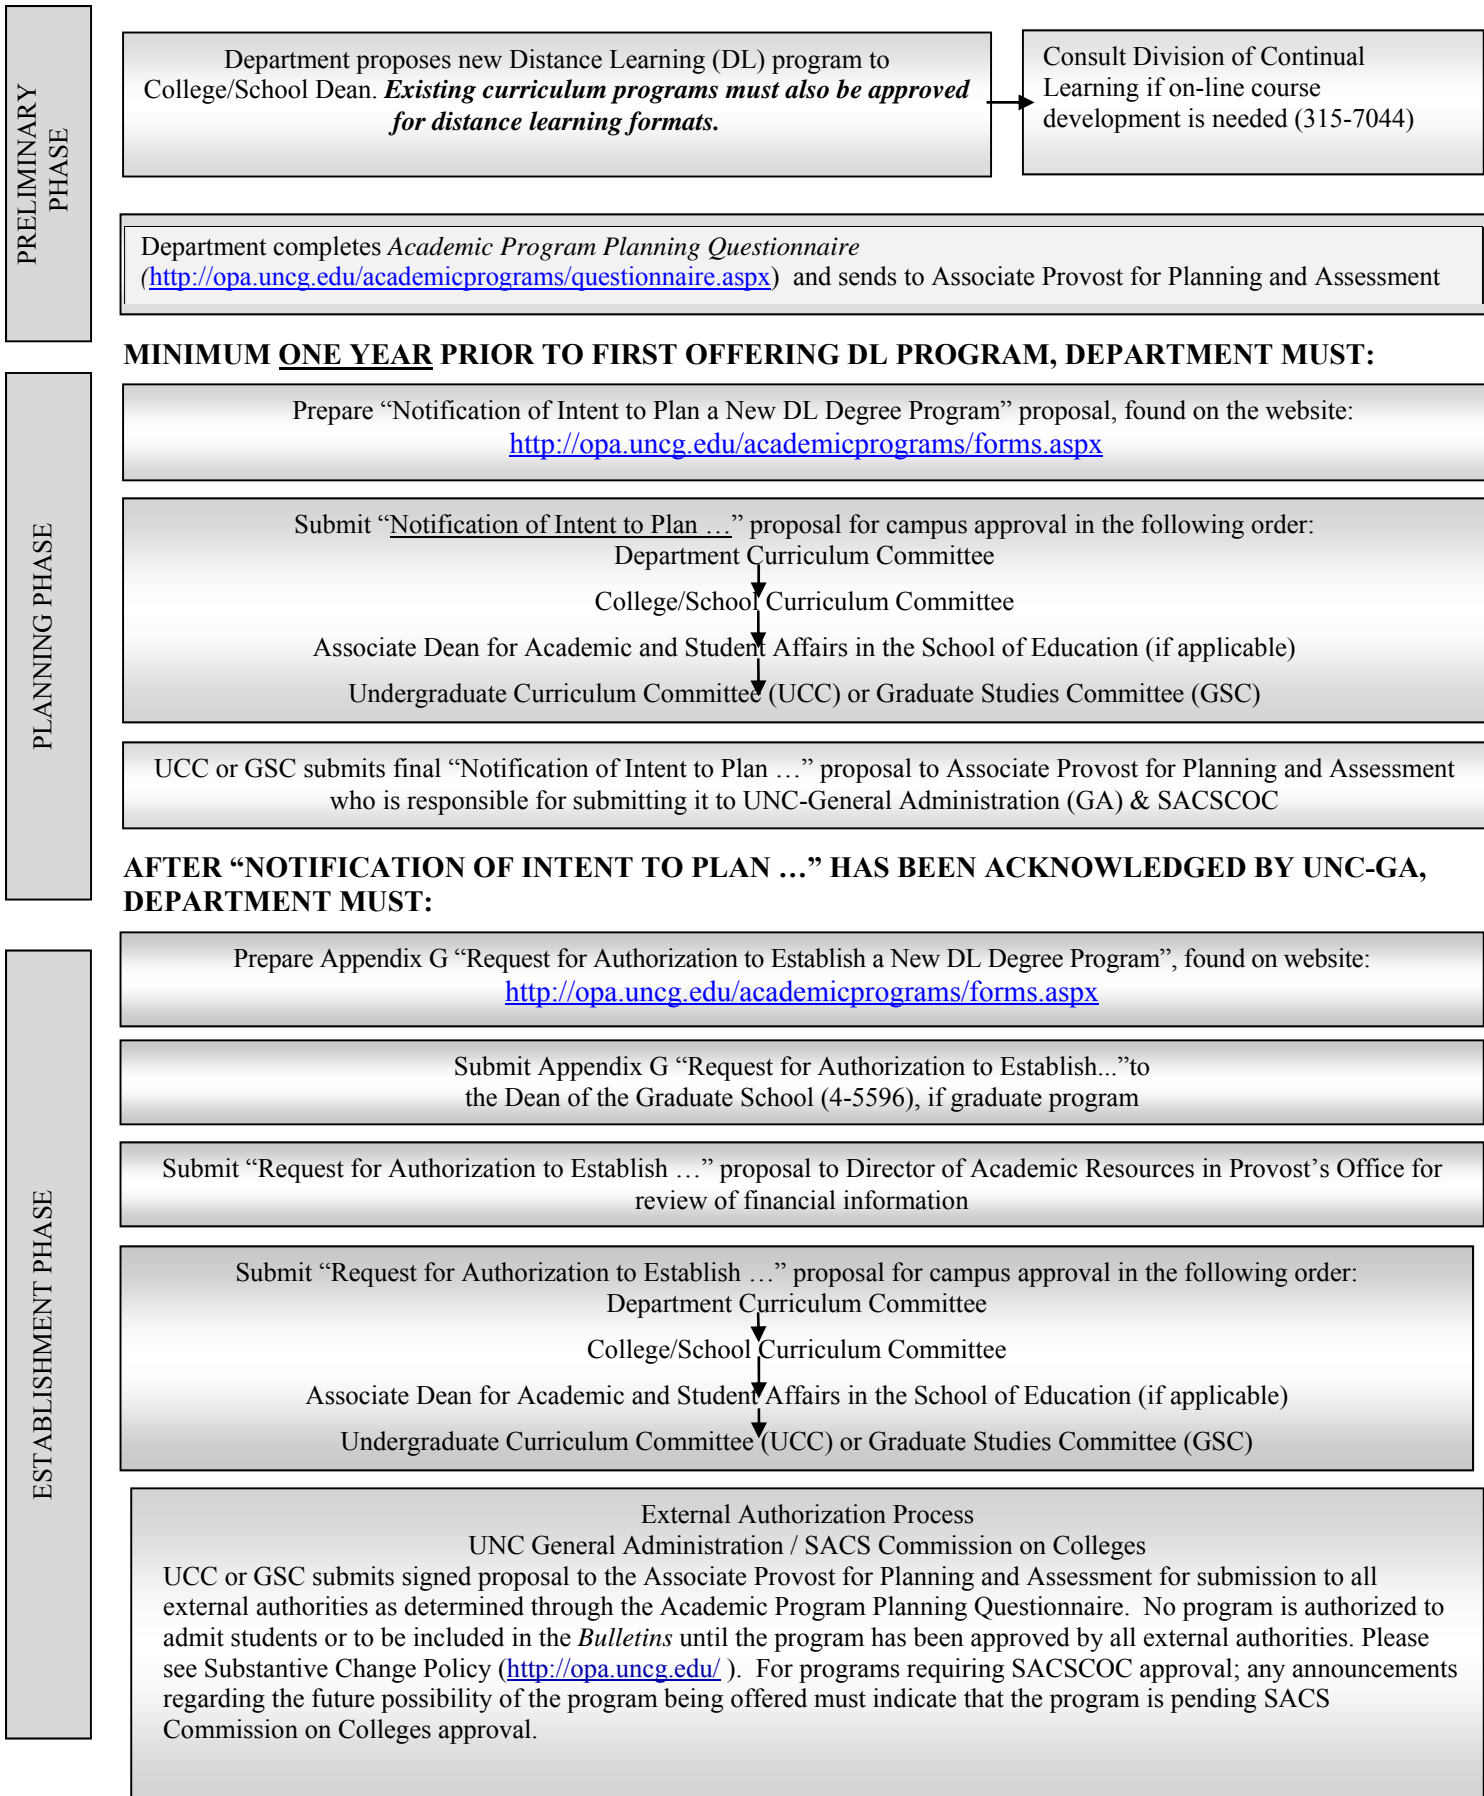 PRELIMINARY
PHASE
Department proposes new Distance Learning (DL) program to
College/School Dean. Existing curriculum programs must also be approved
for distance learning formats.
Consult Division of Continual
Learning if on-line course
development is needed (315-7044)
Department completes Academic Program Planning Questionnaire
(http://opa.uncg.edu/academicprograms/questionnaire.aspx)  and sends to Associate Provost for Planning and Assessment
MINIMUM ONE YEAR PRIOR TO FIRST OFFERING DL PROGRAM, DEPARTMENT MUST:
PLANNING PHASE
Prepare “Notification of Intent to Plan a New DL Degree Program” proposal, found on the website:
http://opa.uncg.edu/academicprograms/forms.aspx
Submit “Notification of Intent to Plan …” proposal for campus approval in the following order:
Department Curriculum Committee
College/School Curriculum Committee
Associate Dean for Academic and Student Affairs in the School of Education (if applicable)
Undergraduate Curriculum Committee (UCC) or Graduate Studies Committee (GSC)
UCC or GSC submits final “Notification of Intent to Plan …” proposal to Associate Provost for Planning and Assessment
who is responsible for submitting it to UNC-General Administration (GA) & SACSCOC
AFTER “NOTIFICATION OF INTENT TO PLAN …” HAS BEEN ACKNOWLEDGED BY UNC-GA,
DEPARTMENT MUST:
ESTABLISHMENT PHASE
Prepare Appendix G “Request for Authorization to Establish a New DL Degree Program”, found on website:
http://opa.uncg.edu/academicprograms/forms.aspx
Submit Appendix G “Request for Authorization to Establish...”to
the Dean of the Graduate School (4-5596), if graduate program
Submit “Request for Authorization to Establish …” proposal to Director of Academic Resources in Provost’s Office for
review of financial information
Submit “Request for Authorization to Establish …” proposal for campus approval in the following order:
Department Curriculum Committee
College/School Curriculum Committee
Associate Dean for Academic and Student Affairs in the School of Education (if applicable)
Undergraduate Curriculum Committee (UCC) or Graduate Studies Committee (GSC)
External Authorization Process
UNC General Administration / SACS Commission on Colleges
UCC or GSC submits signed proposal to the Associate Provost for Planning and Assessment for submission to all
external authorities as determined through the Academic Program Planning Questionnaire.  No program is authorized to
admit students or to be included in the Bulletins until the program has been approved by all external authorities. Please
see Substantive Change Policy (http://opa.uncg.edu/ ).  For programs requiring SACSCOC approval; any announcements
regarding the future possibility of the program being offered must indicate that the program is pending SACS
Commission on Colleges approval.